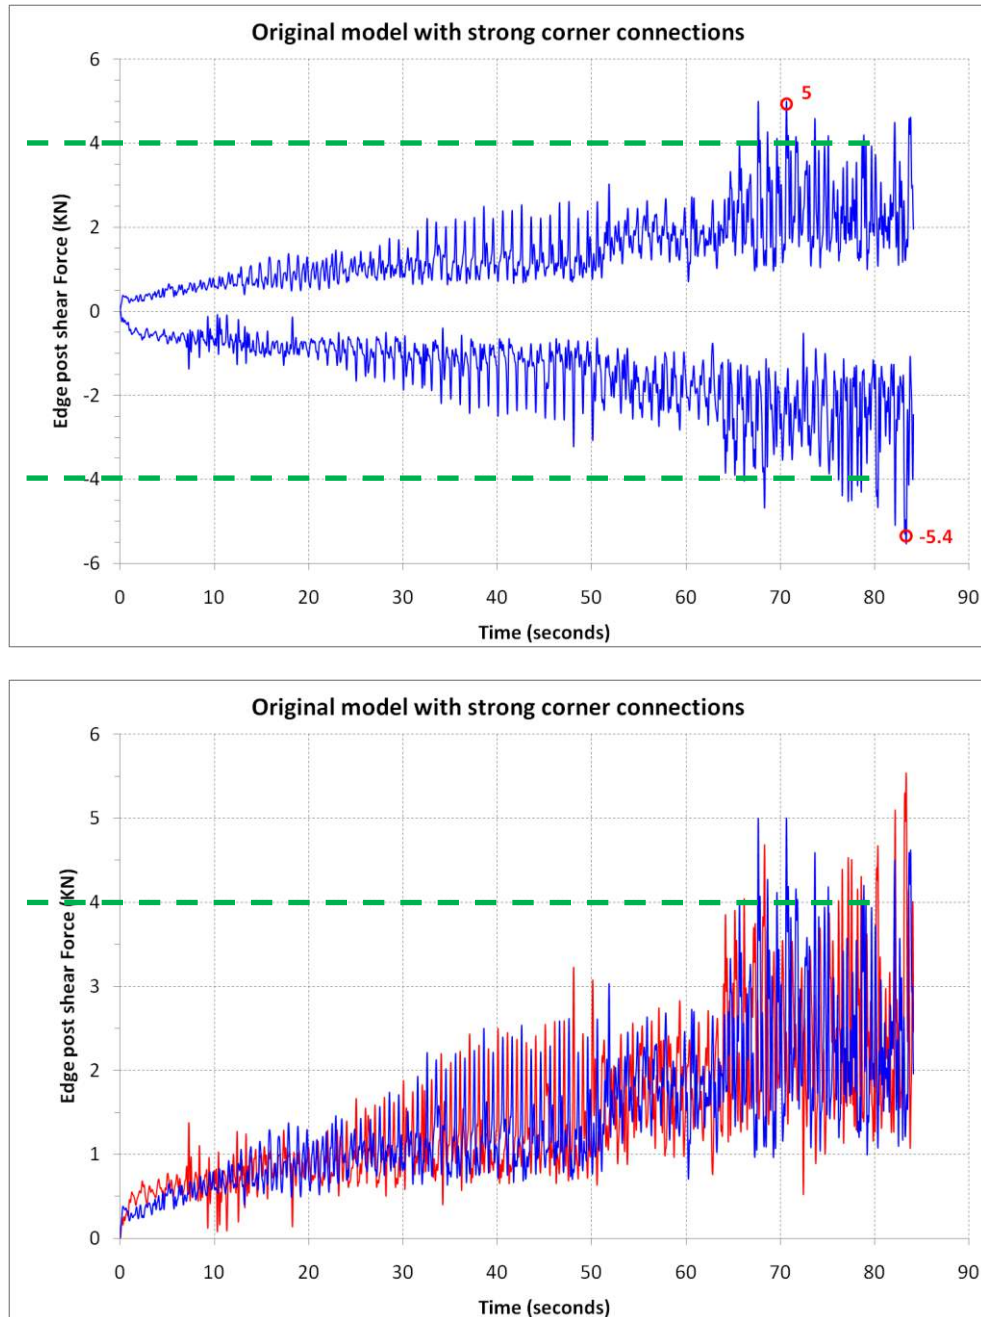 Original model with strong corner connections
6
5
4
2
0
-2
-4
-6
-5.4
Edge post shear Force (KN)
0 10 20 30 40 50 60 70 80 90
Time (seconds)
Original model with strong corner connections
6
5
4
3
2
1
0
Edge post shear Force (KN)
0 10 20 30 40 50 60 70 80 90
Time (seconds)